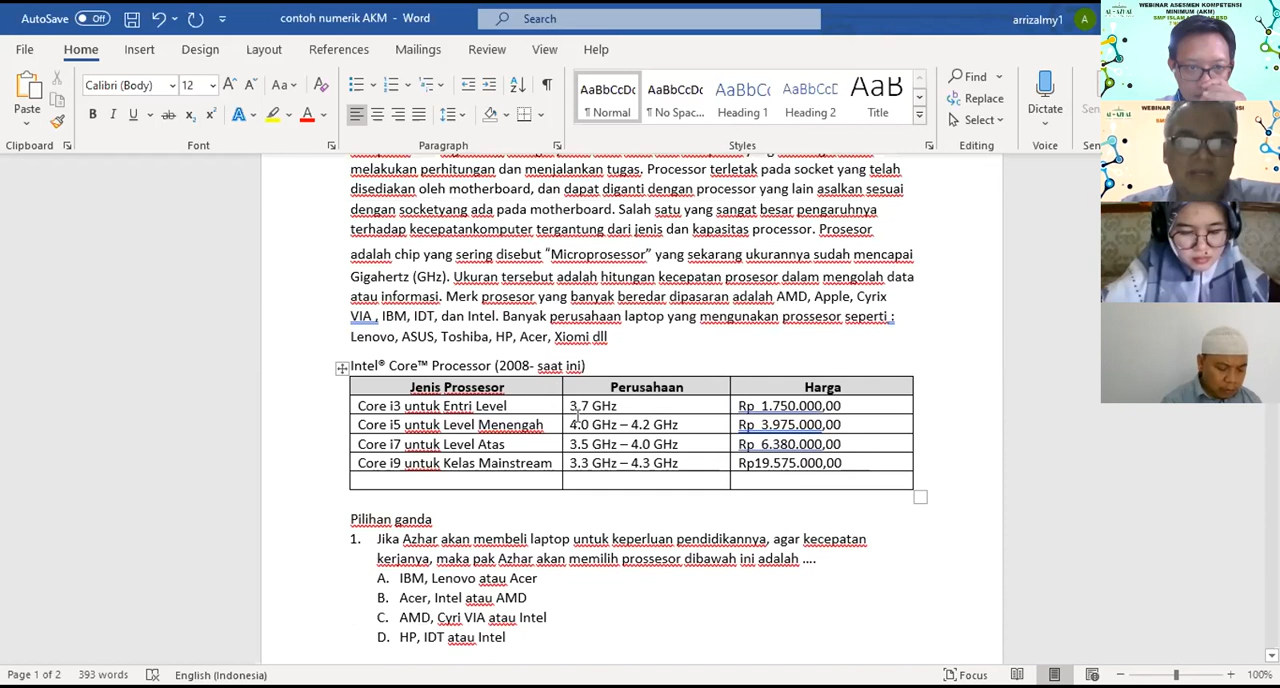 AutoSave Off
contoh numerik AKM - Word
Search
arrizalmy1
A
File Home Insert Design Layout References Mailings Review View Help
Paste
Calibri (Body) 12
Aa
B I U ab x₂ x² A A
AaBbCcDc AaBbCcDc AaBbCc AaBbCcD AaB
¶ Normal ¶ No Spac... Heading 1 Heading 2 Title
Find
Replace
Select
Dictate
Clipboard Font Paragraph Styles Editing Voice
WEBINAR ASESMEN KOMPETENSI
MINIMUM (AKM)
melakukan perhitungan dan menjalankan tugas. Processor terletak pada socket yang telah
disediakan oleh motherboard, dan dapat diganti dengan processor yang lain asalkan sesuai
dengan socketyang ada pada motherboard. Salah satu yang sangat besar pengaruhnya
terhadap kecepatankomputer tergantung dari jenis dan kapasitas processor. Prosesor
adalah chip yang sering disebut “Microprosessor” yang sekarang ukurannya sudah mencapai
Gigahertz (GHz). Ukuran tersebut adalah hitungan kecepatan prosesor dalam mengolah data
atau informasi. Merk prosesor yang banyak beredar dipasaran adalah AMD, Apple, Cyrix
VIA , IBM, IDT, dan Intel. Banyak perusahaan laptop yang mengunakan prossesor seperti :
Lenovo, ASUS, Toshiba, HP, Acer, Xiomi dll
Intel® Core™ Processor (2008- saat ini)
Jenis Prossesor Perusahaan Harga
Core i3 untuk Entri Level 3.7 GHz Rp 1.750.000,00
Core i5 untuk Level Menengah 4.0 GHz – 4.2 GHz Rp 3.975.000,00
Core i7 untuk Level Atas 3.5 GHz – 4.0 GHz Rp 6.380.000,00
Core i9 untuk Kelas Mainstream 3.3 GHz – 4.3 GHz Rp19.575.000,00
Pilihan ganda
1. Jika Azhar akan membeli laptop untuk keperluan pendidikannya, agar kecepatan
kerjanya, maka pak Azhar akan memilih prossesor dibawah ini adalah ....
A. IBM, Lenovo atau Acer
B. Acer, Intel atau AMD
C. AMD, Cyri VIA atau Intel
D. HP, IDT atau Intel
Page 1 of 2 393 words English (Indonesia)
Focus
100%